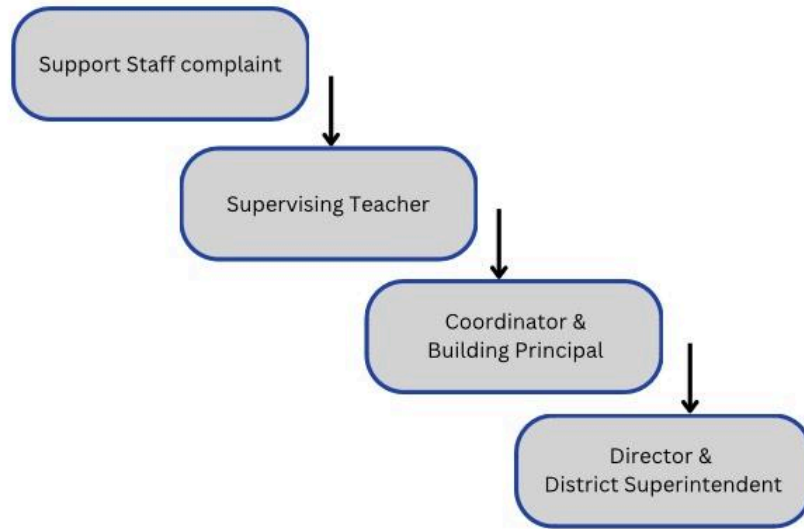 Support Staff complaint
Supervising Teacher
Coordinator &
Building Principal
Director &
District Superintendent